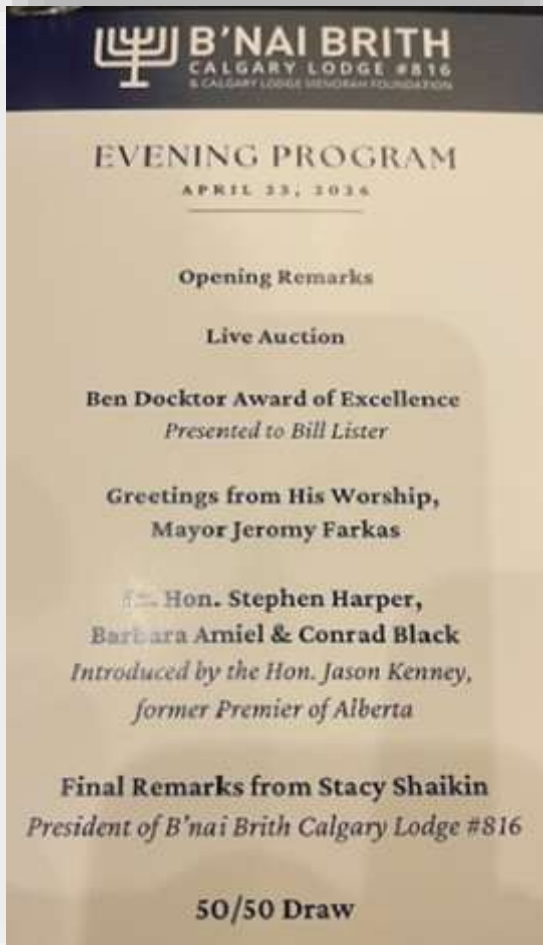 B'NAI BRITH
CALGARY LODGE #816
& CALGARY LODGE MENORAH FOUNDATION
EVENING PROGRAM
APRIL 23, 2026
Opening Remarks
Live Auction
Ben Docktor Award of Excellence
Presented to Bill Lister
Greetings from His Worship,
Mayor Jeromy Farkas
Hon. Stephen Harper,
Barbara Amiel & Conrad Black
Introduced by the Hon. Jason Kenney,
former Premier of Alberta
Final Remarks from Stacy Shaikin
President of B'nai Brith Calgary Lodge #816
50/50 Draw